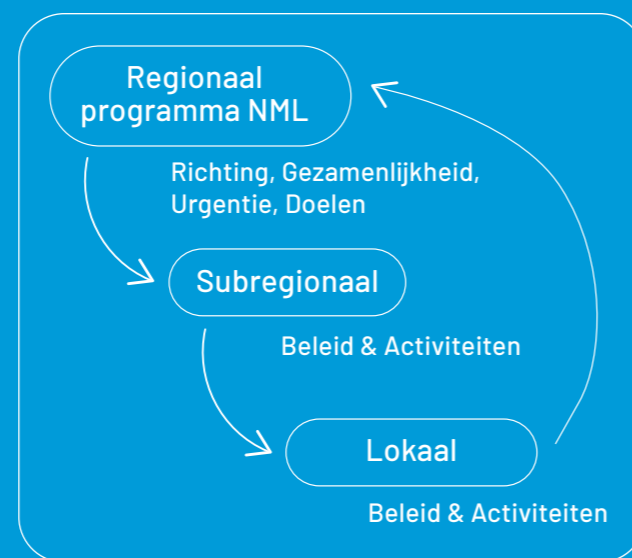 Regionaal
programma NML
Richting, Gezamenlijkheid,
Urgentie, Doelen
Subregionaal
Beleid & Activiteiten
Lokaal
Beleid & Activiteiten